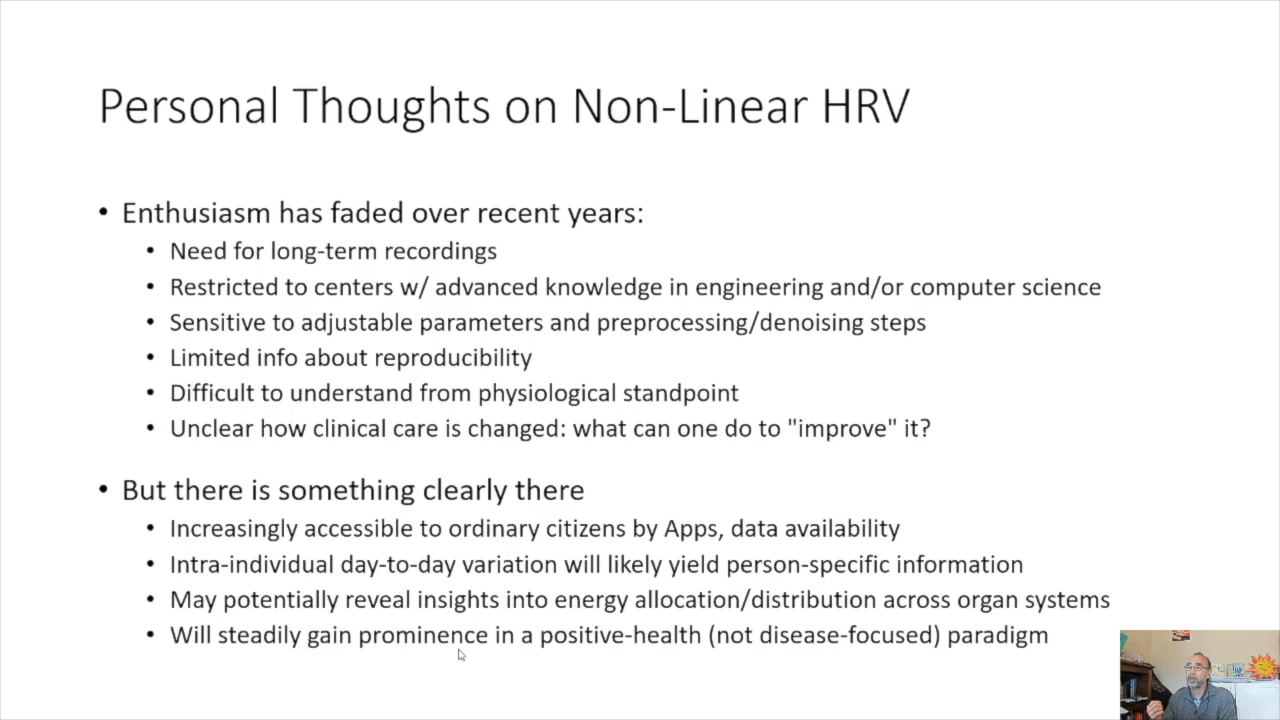 Personal Thoughts on Non-Linear HRV
• Enthusiasm has faded over recent years:
• Need for long-term recordings
• Restricted to centers w/ advanced knowledge in engineering and/or computer science
• Sensitive to adjustable parameters and preprocessing/denoising steps
• Limited info about reproducibility
• Difficult to understand from physiological standpoint
• Unclear how clinical care is changed: what can one do to "improve" it?
• But there is something clearly there
• Increasingly accessible to ordinary citizens by Apps, data availability
• Intra-individual day-to-day variation will likely yield person-specific information
• May potentially reveal insights into energy allocation/distribution across organ systems
• Will steadily gain prominence in a positive-health (not disease-focused) paradigm